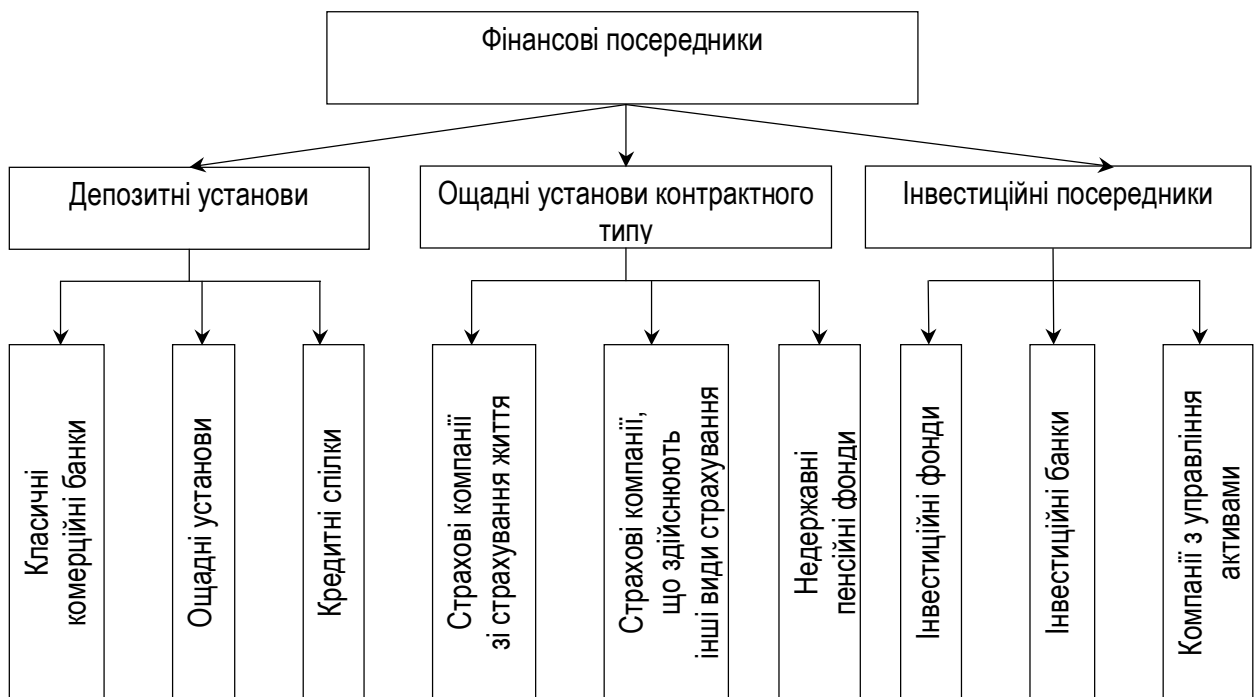 Фінансові посередники
Депозитні установи
Ощадні установи контрактного
типу
Інвестиційні посередники
Класичні
комерційні банки
Ощадні установи
Кредитні спілки
Страхові компанії
зі страхування життя
Страхові компанії,
що здійснюють
інші види страхування
Недержавні
пенсійні фонди
Інвестиційні фонди
Інвестиційні банки
Компанії з управління
активами